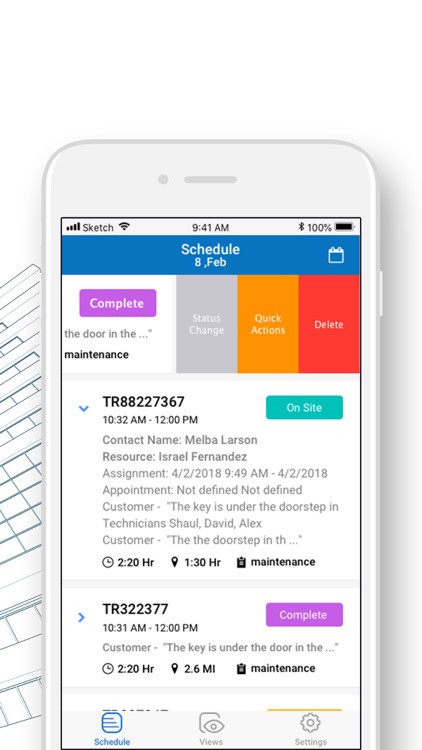 Sketch 9:41 AM 100%
Schedule
8 ,Feb
Complete
the door in the ..."
maintenance
Status
Change
Quick
Actions
Delete
TR88227367
On Site
10:32 AM - 12:00 PM
Contact Name: Melba Larson
Resource: Israel Fernandez
Assignment: 4/2/2018 9:49 AM - 4/2/2018
Appointment: Not defined Not defined
Customer - "The key is under the doorstep in
Technicians Shaul, David, Alex
Customer - "The the doorstep in th ..."
2:20 Hr 1:30 Hr maintenance
TR322377
Complete
10:31 AM - 12:00 PM
Customer - "The key is under the door in the ..."
2:20 Hr 2.6 MI maintenance
Schedule Views Settings